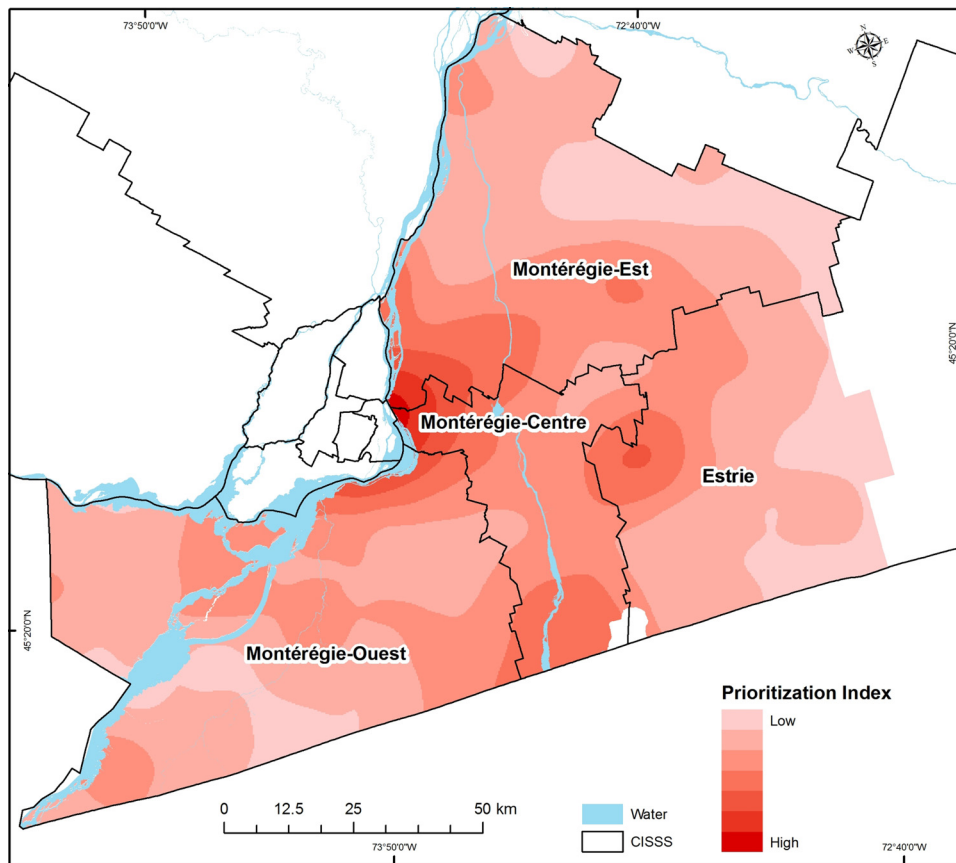 73°50'0"W
72°40'0"W
N
W E
S
Montérégie-Est
45°20'0"N
Montérégie-Centre
Estrie
45°20'0"N
Montérégie-Ouest
Prioritization Index
Low
High
0 12.5 25 50 km
Water
CISSS
73°50'0"W
72°40'0"W